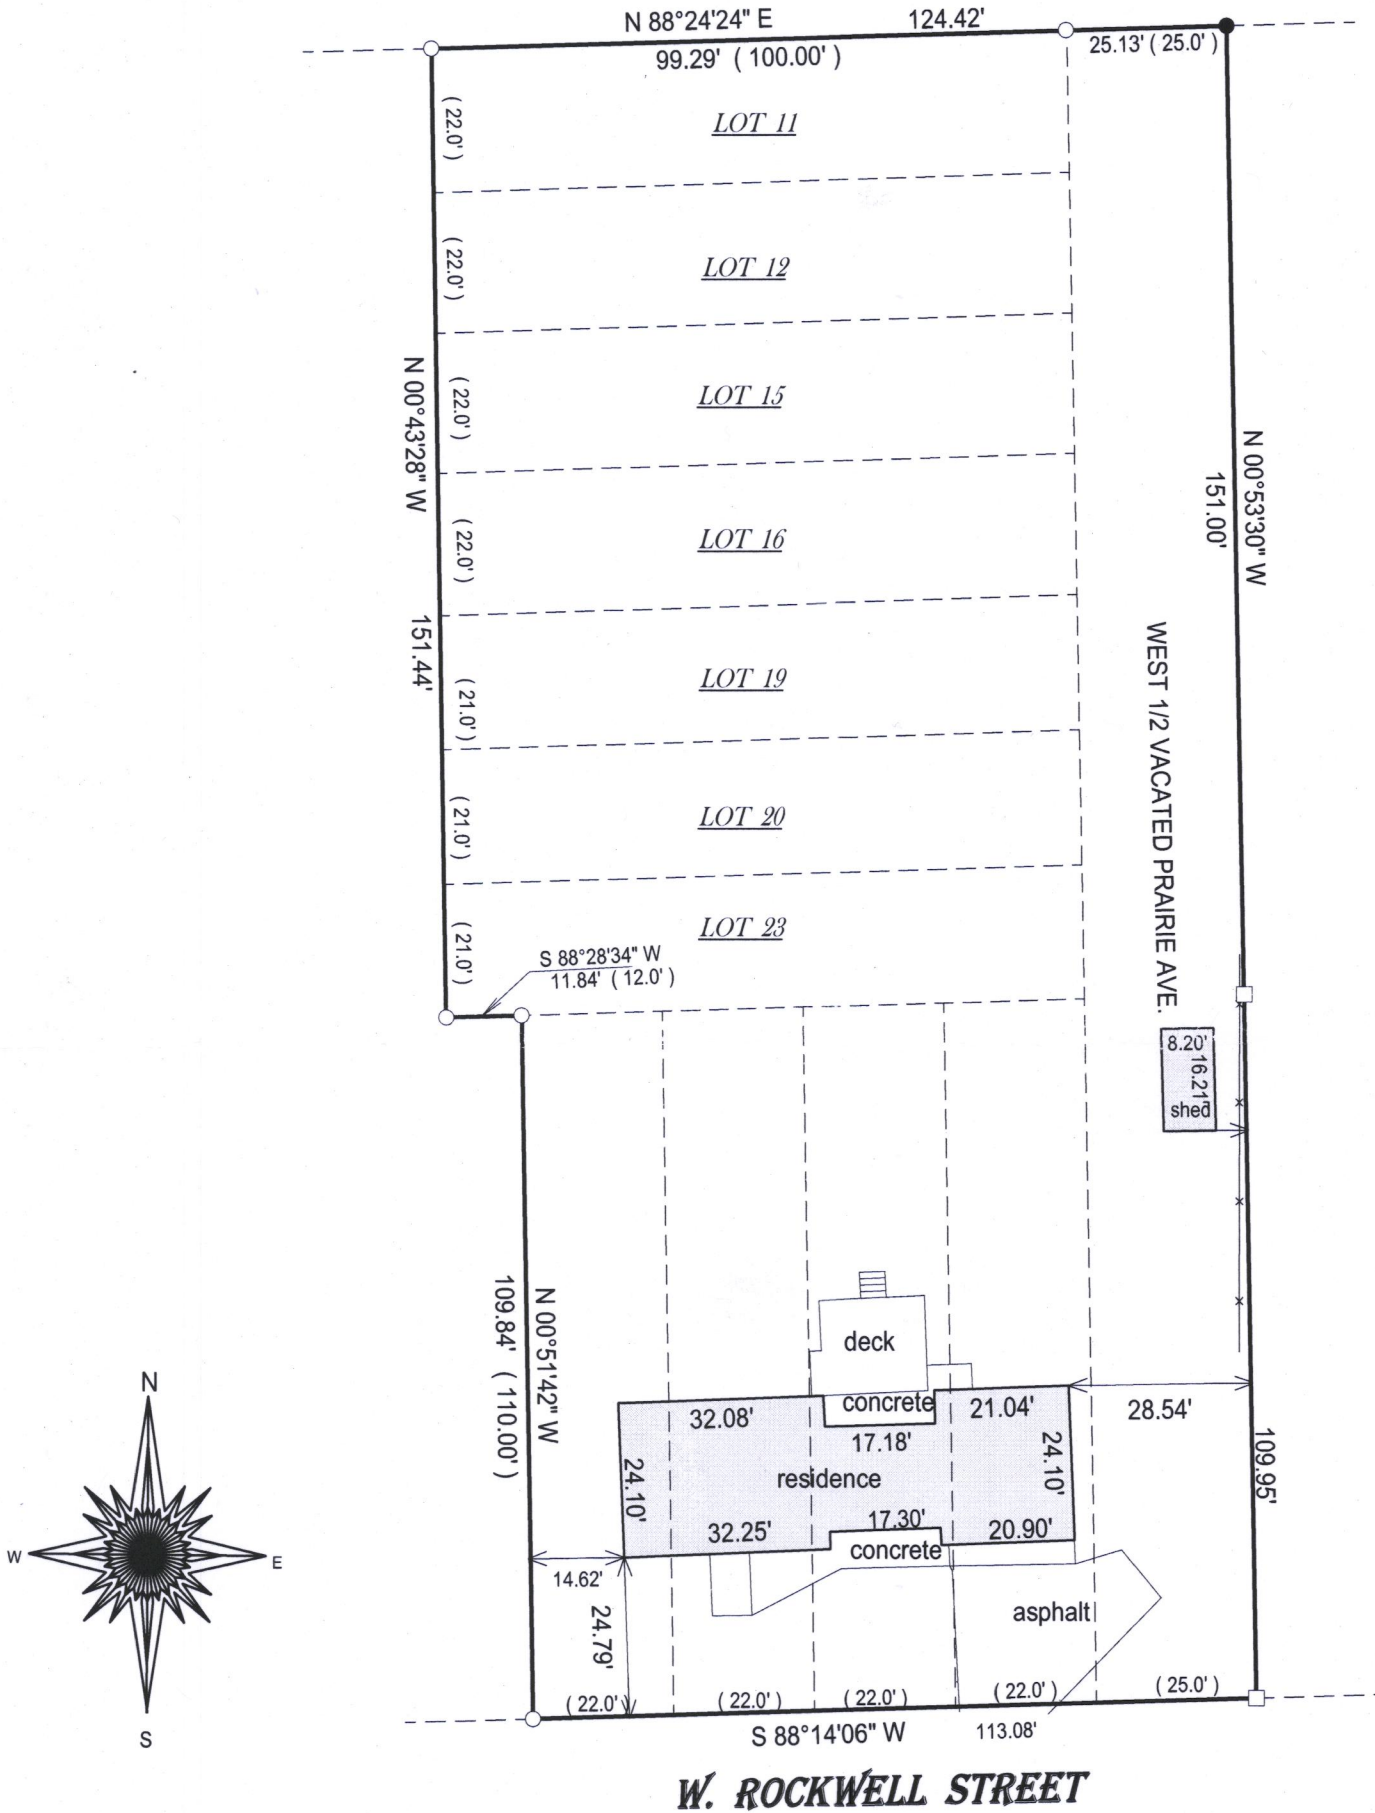 N 88°24'24" E 124.42'
99.29' ( 100.00' )
25.13' ( 25.0' )
( 22.0' )
LOT 11
( 22.0' )
LOT 12
N 00°43'28" W
151.44'
( 22.0' )
LOT 15
N 00°53'30" W
151.00'
( 22.0' )
LOT 16
( 21.0' )
LOT 19
WEST 1/2 VACATED PRAIRIE AVE.
( 21.0' )
LOT 20
( 21.0' )
LOT 23
S 88°28'34" W
11.84' ( 12.0' )
8.20'
16.21'
shed
N 00°51'42" W
109.84' ( 110.00' )
deck
concrete
32.08'
21.04'
28.54'
17.18'
24.10'
residence
24.10'
109.95'
17.30'
32.25'
20.90'
concrete
14.62'
24.79'
asphalt
( 22.0'
( 22.0' )
( 22.0' )
( 22.0' )
( 25.0' )
S 88°14'06" W
113.08'
N
W
E
S
W. ROCKWELL STREET